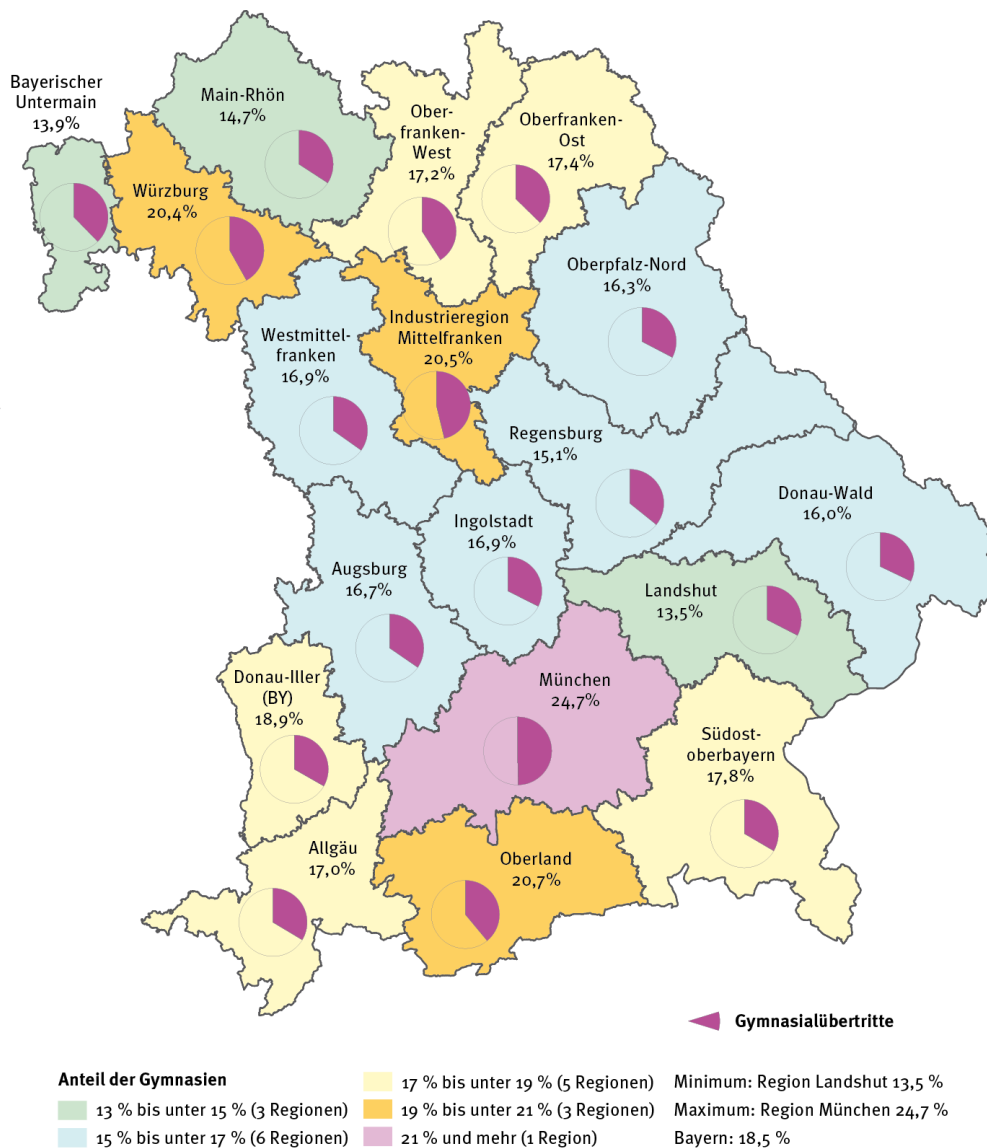 Bayerischer
Untermain
13,9%
Main-Rhön
14,7%
Ober-
franken-
West
17,2%
Oberfranken-
Ost
17,4%
Würzburg
20,4%
Oberpfalz-Nord
16,3%
Industrieregion
Mittelfranken
20,5%
Westmittel-
franken
16,9%
Regensburg
15,1%
Donau-Wald
16,0%
Ingolstadt
16,9%
Augsburg
16,7%
Landshut
13,5%
Donau-Iller
(BY)
18,9%
München
24,7%
Südost-
oberbayern
17,8%
Allgäu
17,0%
Oberland
20,7%
Gymnasialübertritte
Anteil der Gymnasien
13 % bis unter 15 % (3 Regionen)
15 % bis unter 17 % (6 Regionen)
17 % bis unter 19 % (5 Regionen)
19 % bis unter 21 % (3 Regionen)
21 % und mehr (1 Region)
Minimum: Region Landshut 13,5 %
Maximum: Region München 24,7 %
Bayern: 18,5 %